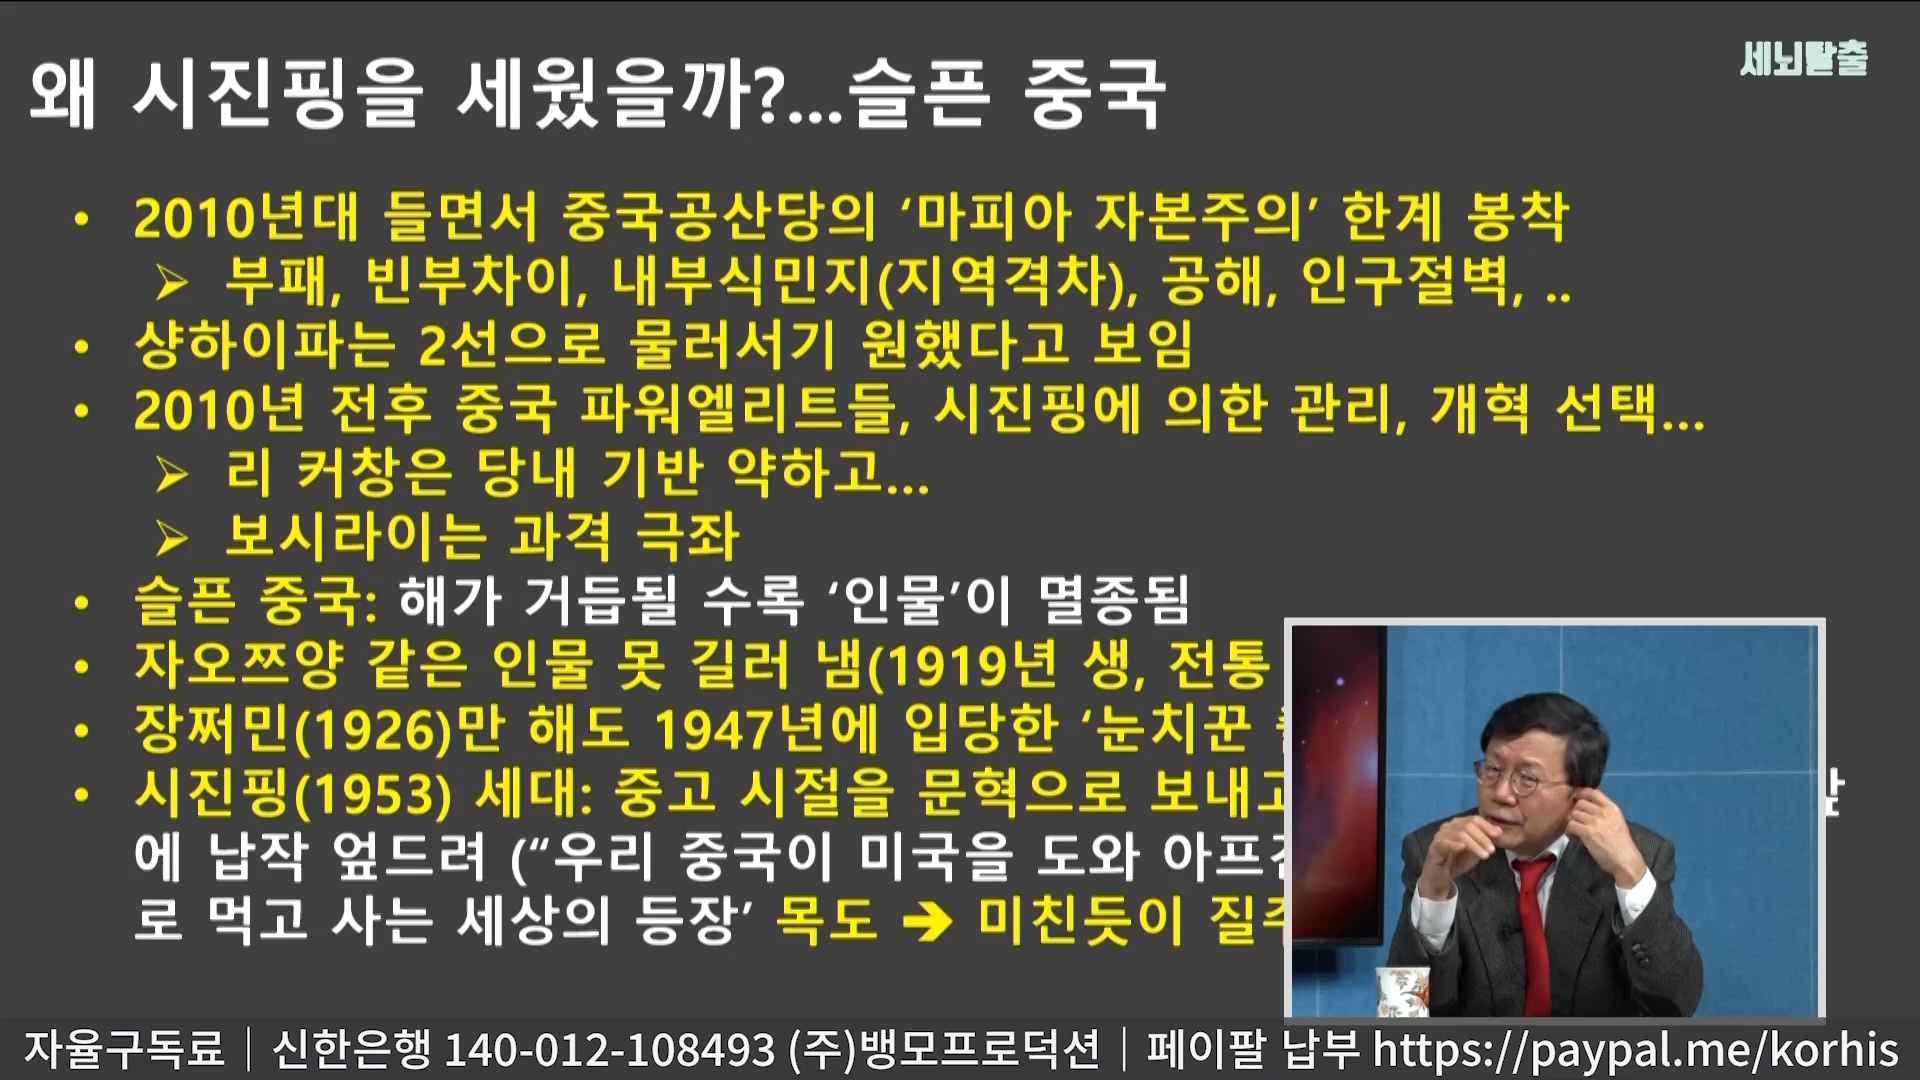 세뇌탈출
왜 시진핑을 세웠을까?...슬픈 중국
• 2010년대 들면서 중국공산당의 ‘마피아 자본주의’ 한계 봉착
➢ 부패, 빈부차이, 내부식민지(지역격차), 공해, 인구절벽, ..
• 샹하이파는 2선으로 물러서기 원했다고 보임
• 2010년 전후 중국 파워엘리트들, 시진핑에 의한 관리, 개혁 선택...
➢ 리 커창은 당내 기반 약하고...
➢ 보시라이는 과격 극좌
• 슬픈 중국: 해가 거듭될 수록 ‘인물’이 멸종됨
• 자오쯔양 같은 인물 못 길러 냄(1919년 생, 전통
• 장쩌민(1926)만 해도 1947년에 입당한 ‘눈치꾼
• 시진핑(1953) 세대: 중고 시절을 문혁으로 보내고
에 납작 엎드려 (“우리 중국이 미국을 도와
로 먹고 사는 세상의 등장’ 목도 ➔ 미친듯이
자율구독료｜신한은행 140-012-108493 (주)뱅모프로덕션｜페이팔 납부 https://paypal.me/korhis